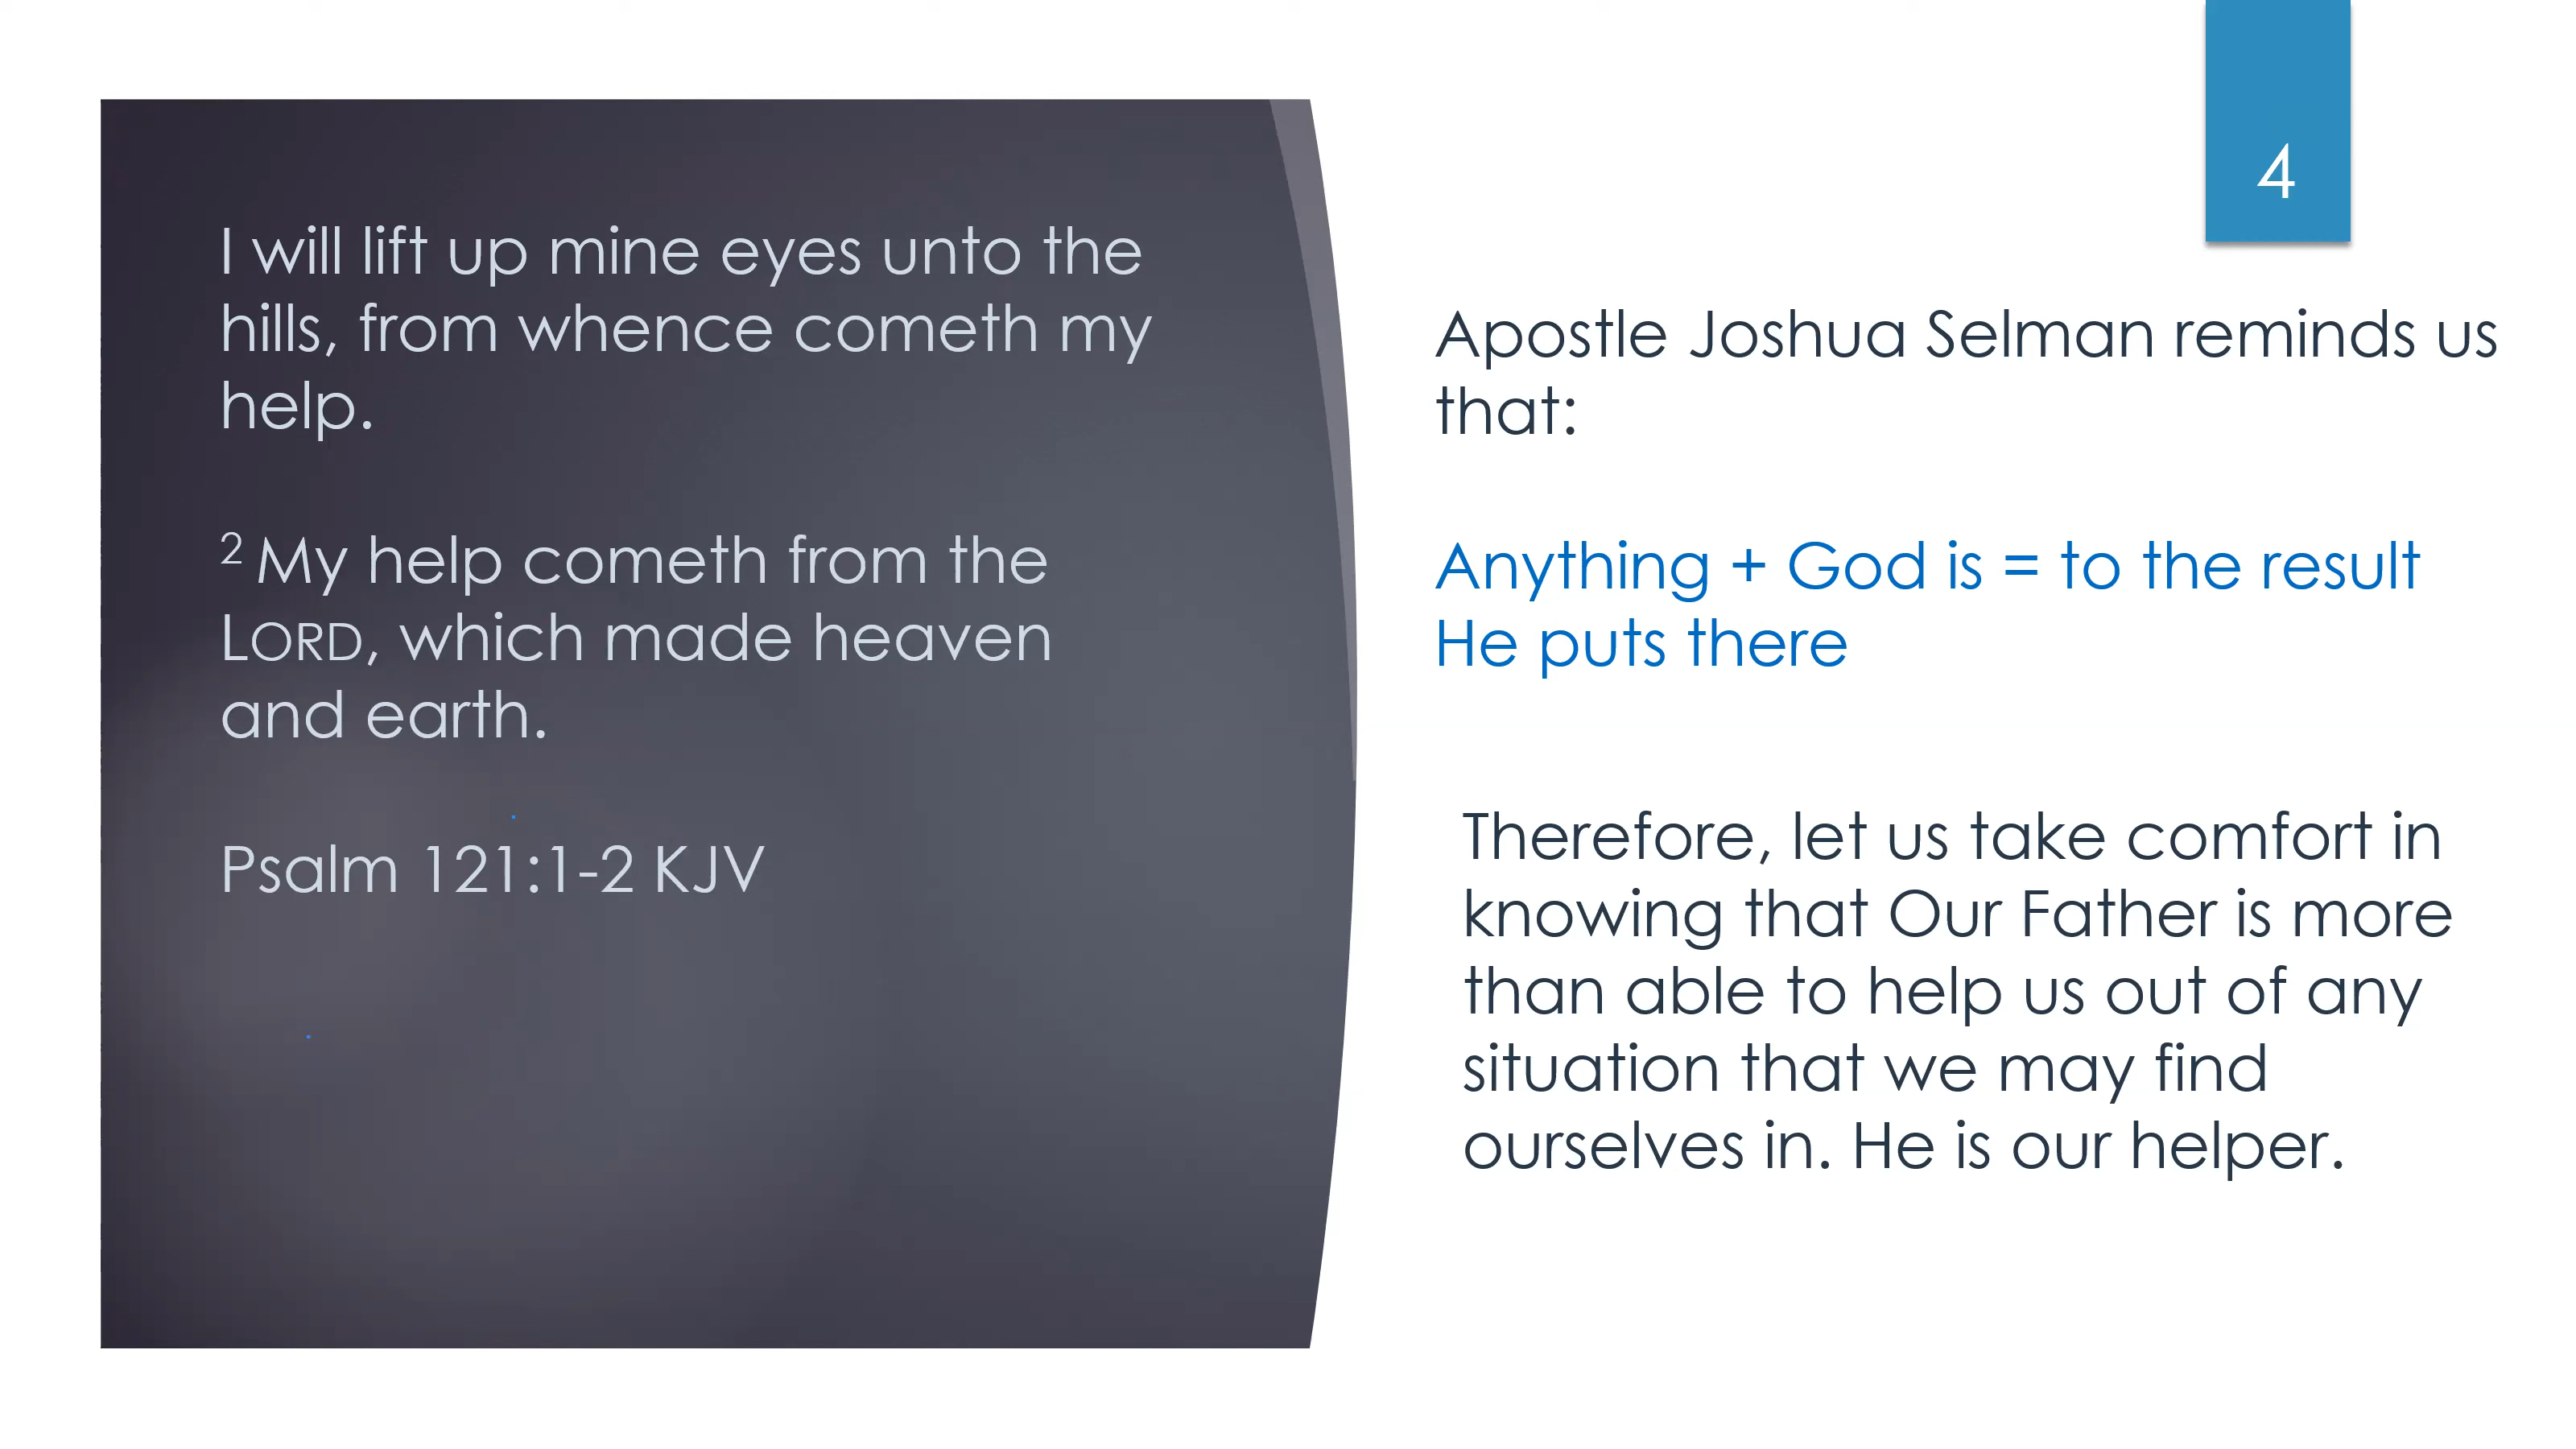 4
I will lift up mine eyes unto the
hills, from whence cometh my
help.
2 My help cometh from the
LORD, which made heaven
and earth.
Psalm 121:1-2 KJV
Apostle Joshua Selman reminds us
that:
Anything + God is = to the result
He puts there
Therefore, let us take comfort in
knowing that Our Father is more
than able to help us out of any
situation that we may find
ourselves in. He is our helper.